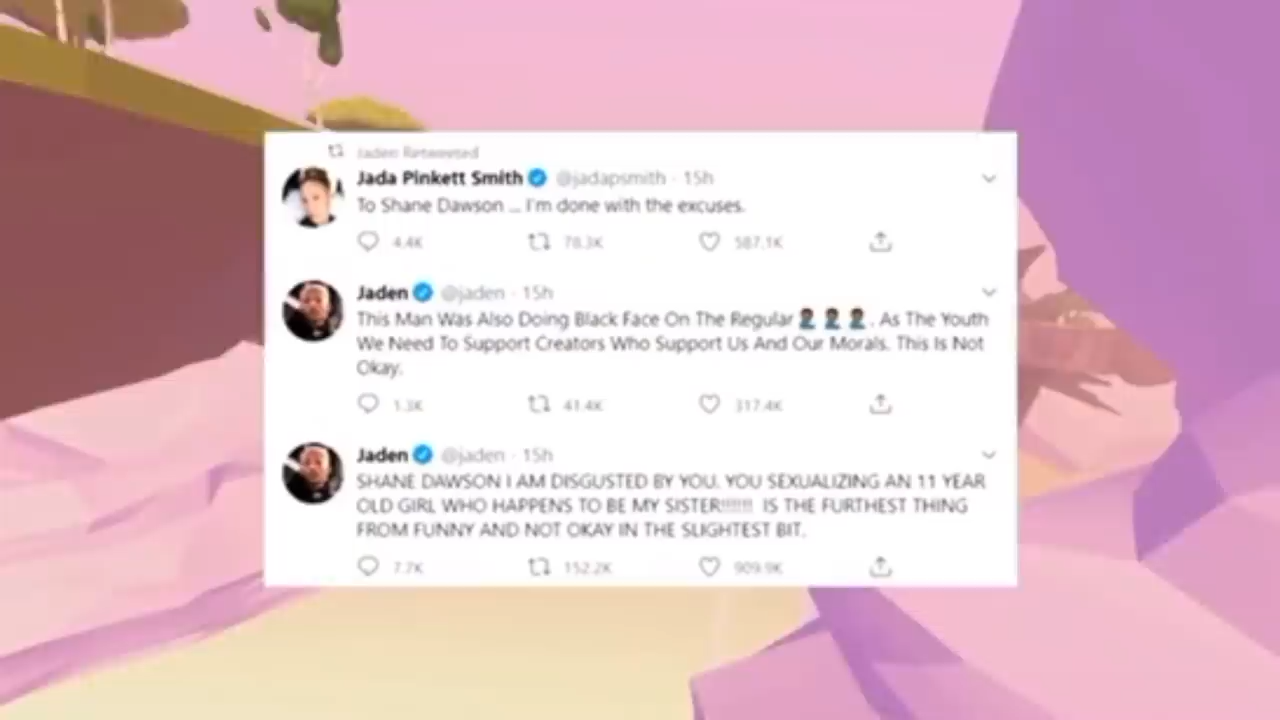 Jaden Retweeted
Jada Pinkett Smith @jadapsmith · 15h
To Shane Dawson ... I'm done with the excuses.
4.4K 78.3K 587.1K
Jaden @jaden · 15h
This Man Was Also Doing Black Face On The Regular 🤦🏾‍♂️🤦🏾‍♂️🤦🏾‍♂️. As The Youth
We Need To Support Creators Who Support Us And Our Morals. This Is Not
Okay.
1.3K 41.4K 317.4K
Jaden @jaden · 15h
SHANE DAWSON I AM DISGUSTED BY YOU. YOU SEXUALIZING AN 11 YEAR
OLD GIRL WHO HAPPENS TO BE MY SISTER!!!!!! IS THE FURTHEST THING
FROM FUNNY AND NOT OKAY IN THE SLIGHTEST BIT.
7.7K 152.2K 909.9K